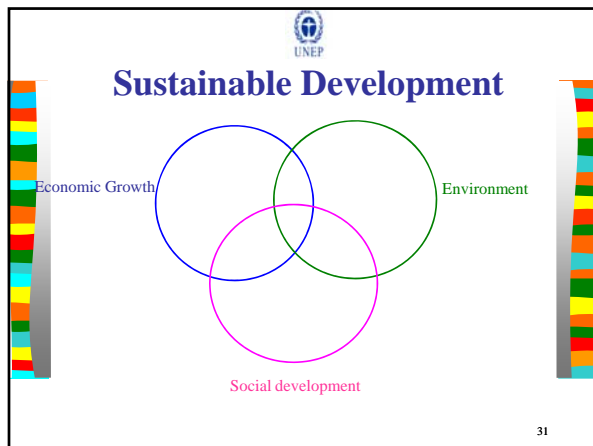 UNEP
Sustainable Development
Economic Growth
Environment
Social development
31